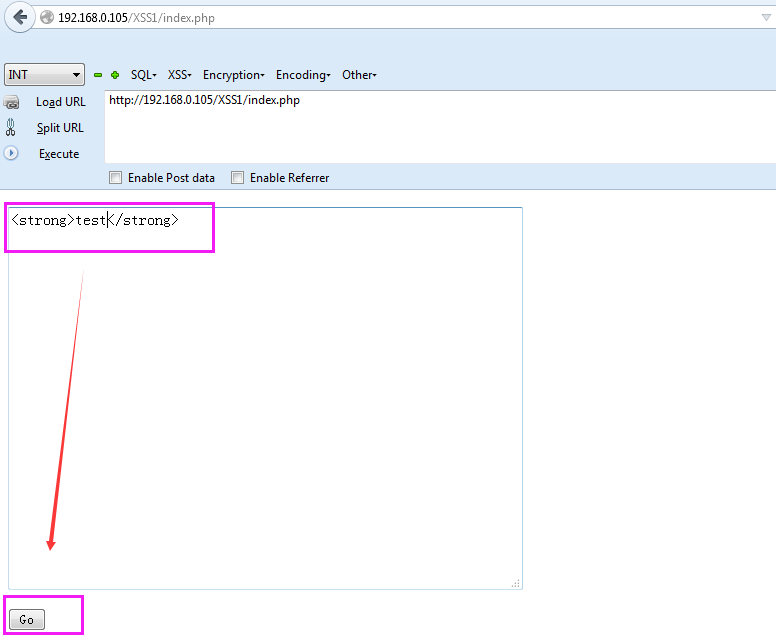 192.168.0.105/XSS1/index.php
INT SQL XSS Encryption Encoding Other
Load URL http://192.168.0.105/XSS1/index.php
Split URL
Execute
Enable Post data Enable Referrer
<strong>test</strong>
Go